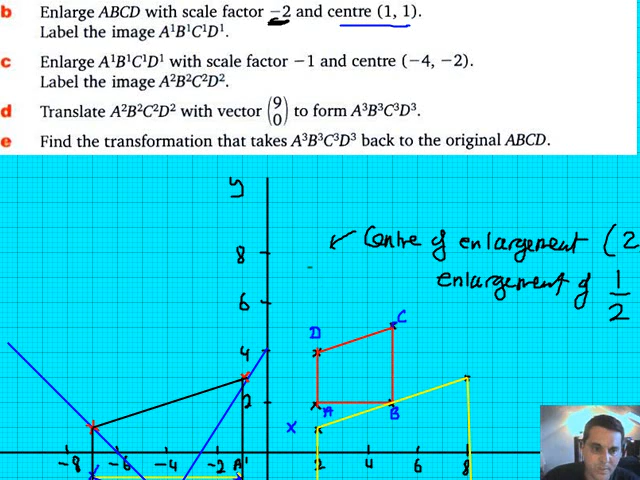 b Enlarge ABCD with scale factor −2 and centre (1, 1).
Label the image A¹B¹C¹D¹.
c Enlarge A¹B¹C¹D¹ with scale factor −1 and centre (−4, −2).
Label the image A²B²C²D².
d Translate A²B²C²D² with vector (9 0) to form A³B³C³D³.
e Find the transformation that takes A³B³C³D³ back to the original ABCD.
y
Centre of enlargement (2
8
enlargement of 1/2
6
C
D
4
2
A
B
X
-8 -6 -4 -2 A' 2 4 6 8